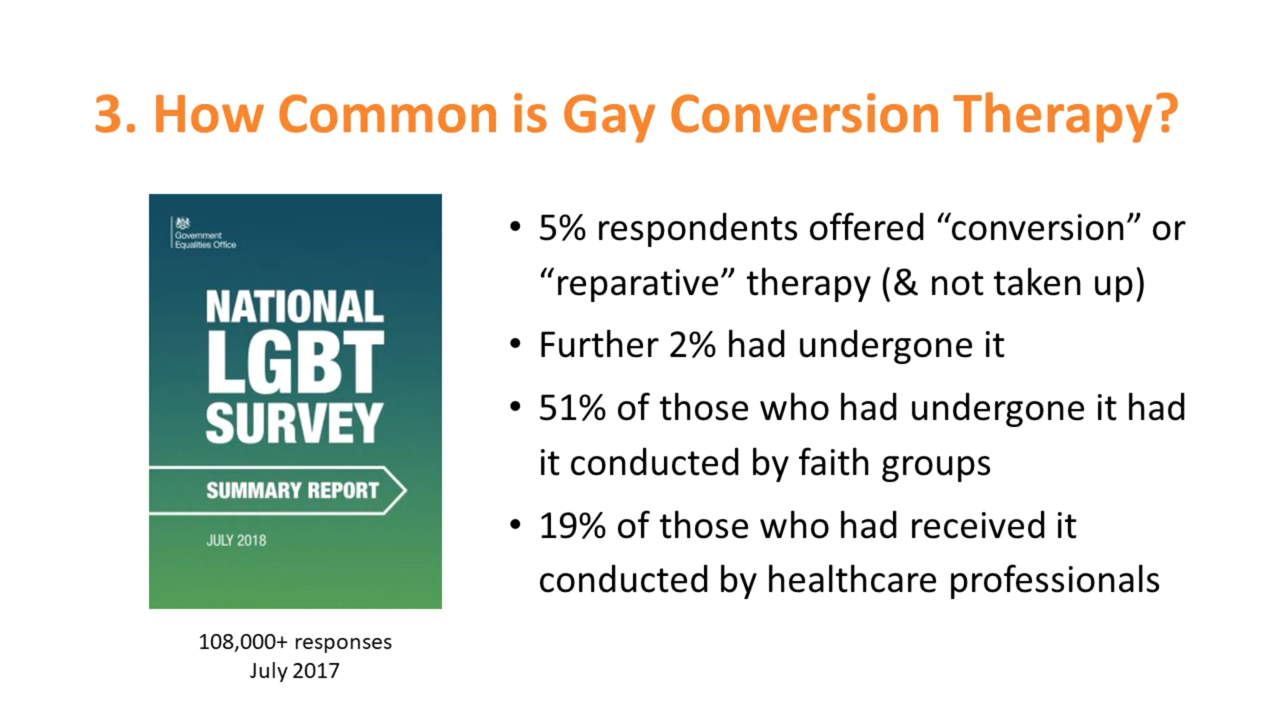 3. How Common is Gay Conversion Therapy?
Government
Equalities Office
NATIONAL
LGBT
SURVEY
SUMMARY REPORT
JULY 2018
108,000+ responses
July 2017
• 5% respondents offered “conversion” or
“reparative” therapy (& not taken up)
• Further 2% had undergone it
• 51% of those who had undergone it had
it conducted by faith groups
• 19% of those who had received it
conducted by healthcare professionals